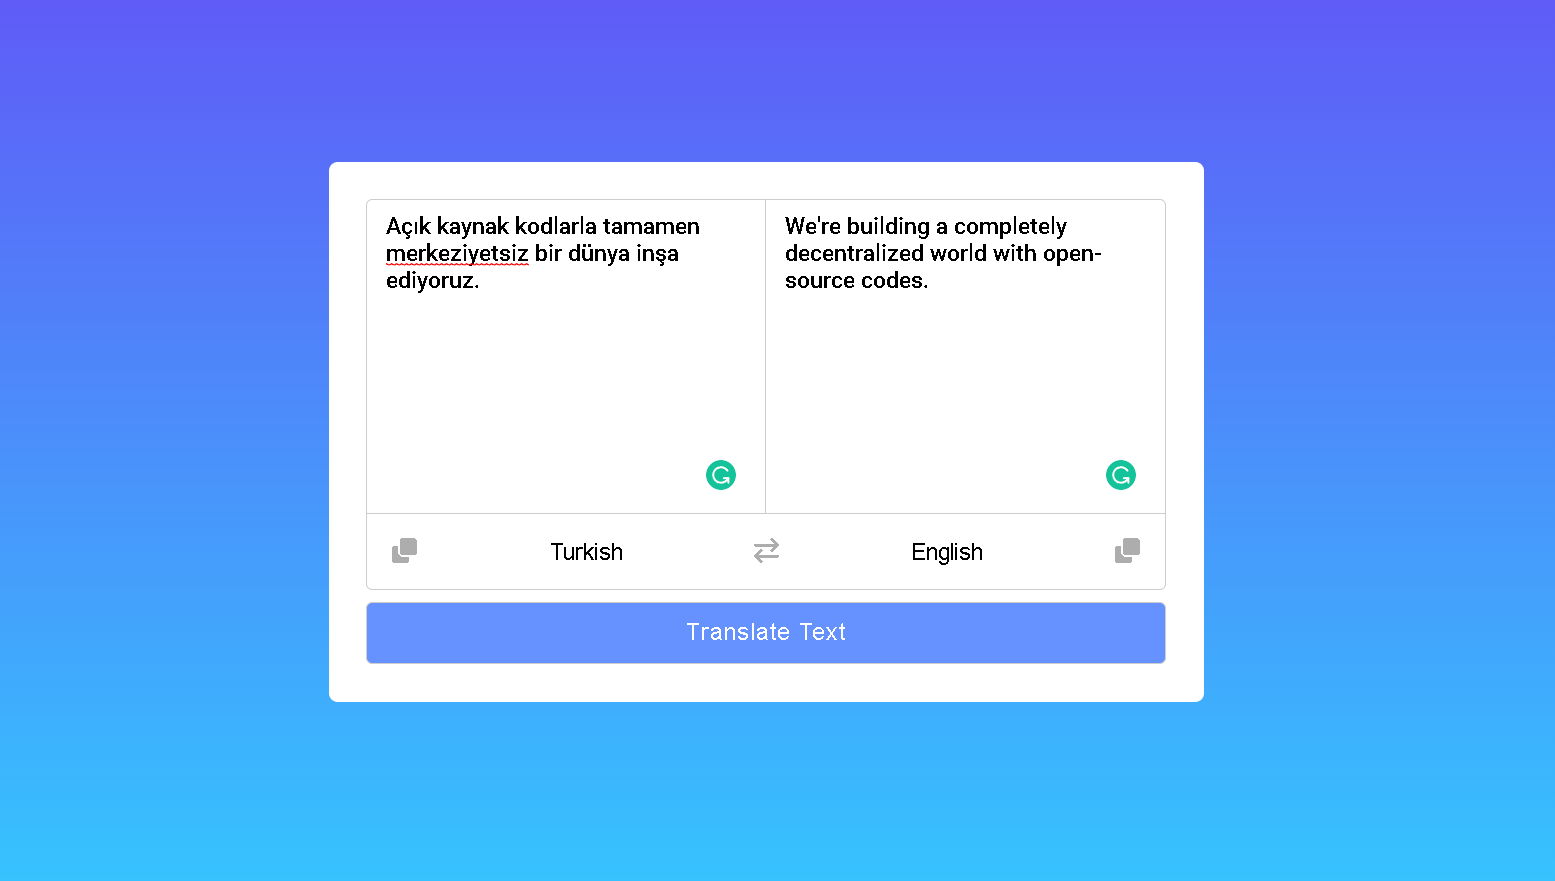 Açık kaynak kodlarla tamamen
merkeziyetsiz bir dünya inşa
ediyoruz.
We're building a completely
decentralized world with open-
source codes.
Turkish
English
Translate Text